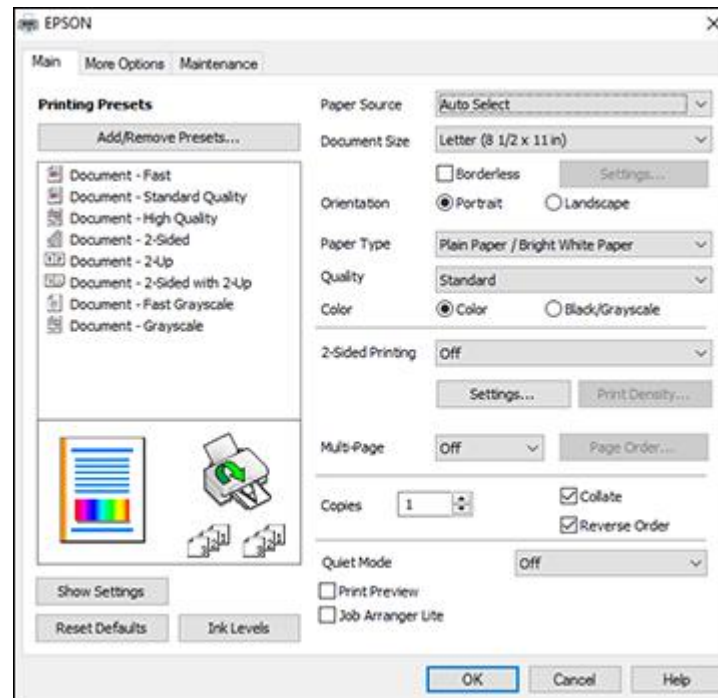 EPSON
Main More Options Maintenance
Printing Presets
Add/Remove Presets...
Document - Fast
Document - Standard Quality
Document - High Quality
Document - 2-Sided
Document - 2-Up
Document - 2-Sided with 2-Up
Document - Fast Grayscale
Document - Grayscale
Show Settings
Reset Defaults Ink Levels
Paper Source Auto Select
Document Size Letter (8 1/2 x 11 in)
Borderless Settings...
Orientation Portrait Landscape
Paper Type Plain Paper / Bright White Paper
Quality Standard
Color Color Black/Grayscale
2-Sided Printing Off
Settings... Print Density...
Multi-Page Off Page Order...
Copies 1 Collate
Reverse Order
Quiet Mode Off
Print Preview
Job Arranger Lite
OK Cancel Help